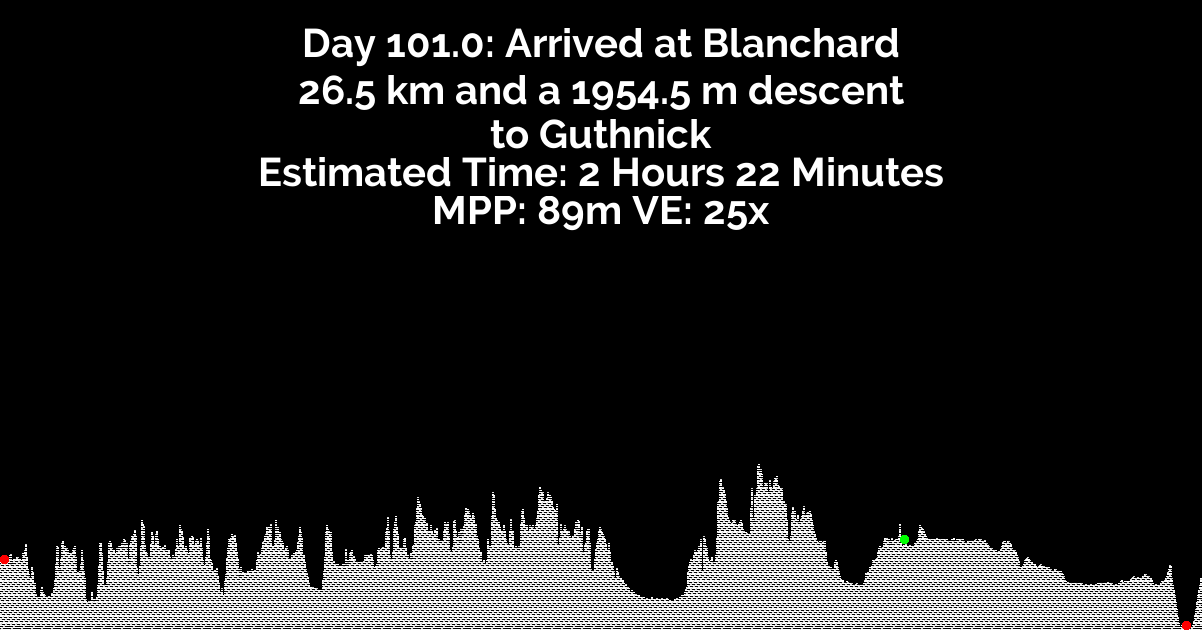 Day 101.0: Arrived at Blanchard
26.5 km and a 1954.5 m descent
to Guthnick
Estimated Time: 2 Hours 22 Minutes
MPP: 89m VE: 25x